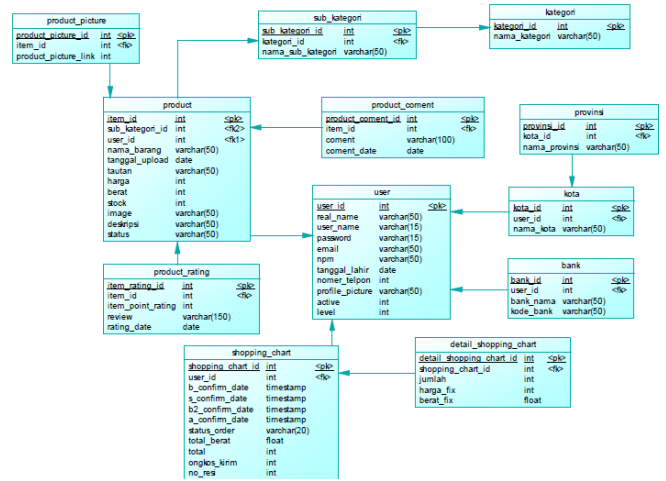 product_picture
product_picture_id int <pk>
item_id int <fk>
product_picture_link int
sub_kategori
sub_kategori_id int <pk>
kategori_id int <fk>
nama_sub_kategori varchar(50)
kategori
kategori_id int <pk>
nama_kategori varchar(50)
product
item_id int <pk>
sub_kategori_id int <fk2>
user_id int <fk1>
nama_barang varchar(50)
tanggal_upload date
tautan varchar(50)
harga int
berat int
stock int
image varchar(50)
deskripsi varchar(50)
status varchar(50)
product_coment
product_coment_id int <pk>
item_id int <fk>
coment varchar(100)
coment_date date
provinsi
provinsi_id int <pk>
kota_id int <fk>
nama_provinsi varchar(50)
user
user_id int <pk>
real_name varchar(50)
user_name varchar(15)
password varchar(15)
email varchar(50)
npm varchar(50)
tanggal_lahir date
nomer_telpon int
profile_picture varchar(50)
active int
level int
kota
kota_id int <pk>
user_id int <fk>
nama_kota varchar(50)
bank
bank_id int <pk>
user_id int <fk>
bank_nama varchar(50)
kode_bank varchar(50)
product_rating
item_rating_id int <pk>
item_id int <fk>
item_point_rating int
review varchar(150)
rating_date date
shopping_chart
shopping_chart_id int <pk>
user_id int <fk>
b_confirm_date timestamp
s_confirm_date timestamp
b2_confirm_date timestamp
a_confirm_date timestamp
status_order varchar(20)
total_berat float
total int
ongkos_kirim int
no_resi int
detail_shopping_chart
detail_shopping_chart_id int <pk>
shopping_chart_id int <fk>
jumlah int
harga_fix int
berat_fix float